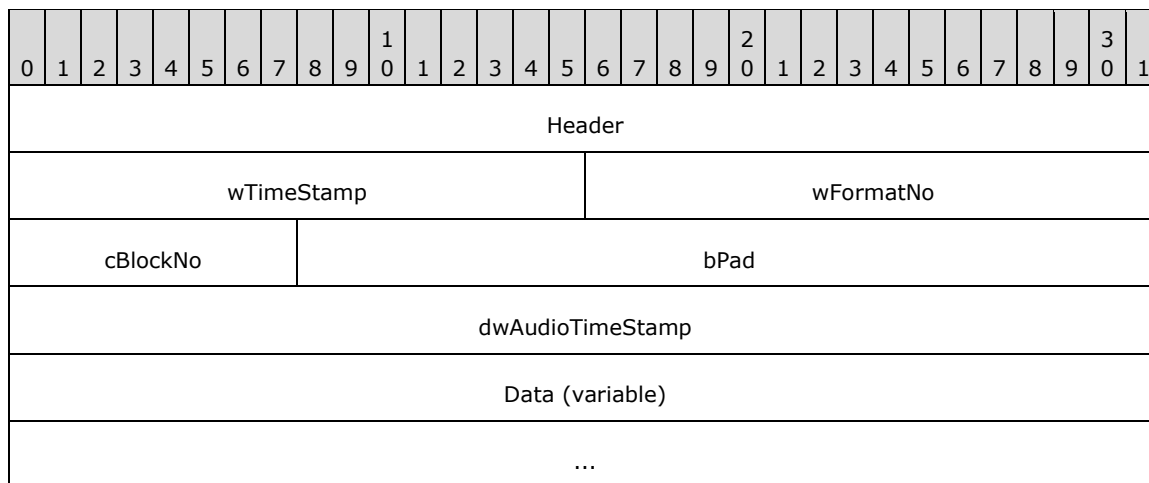 1 2 3
0 1 2 3 4 5 6 7 8 9 0 1 2 3 4 5 6 7 8 9 0 1 2 3 4 5 6 7 8 9 0 1
Header
wTimeStamp wFormatNo
cBlockNo bPad
dwAudioTimeStamp
Data (variable)
...